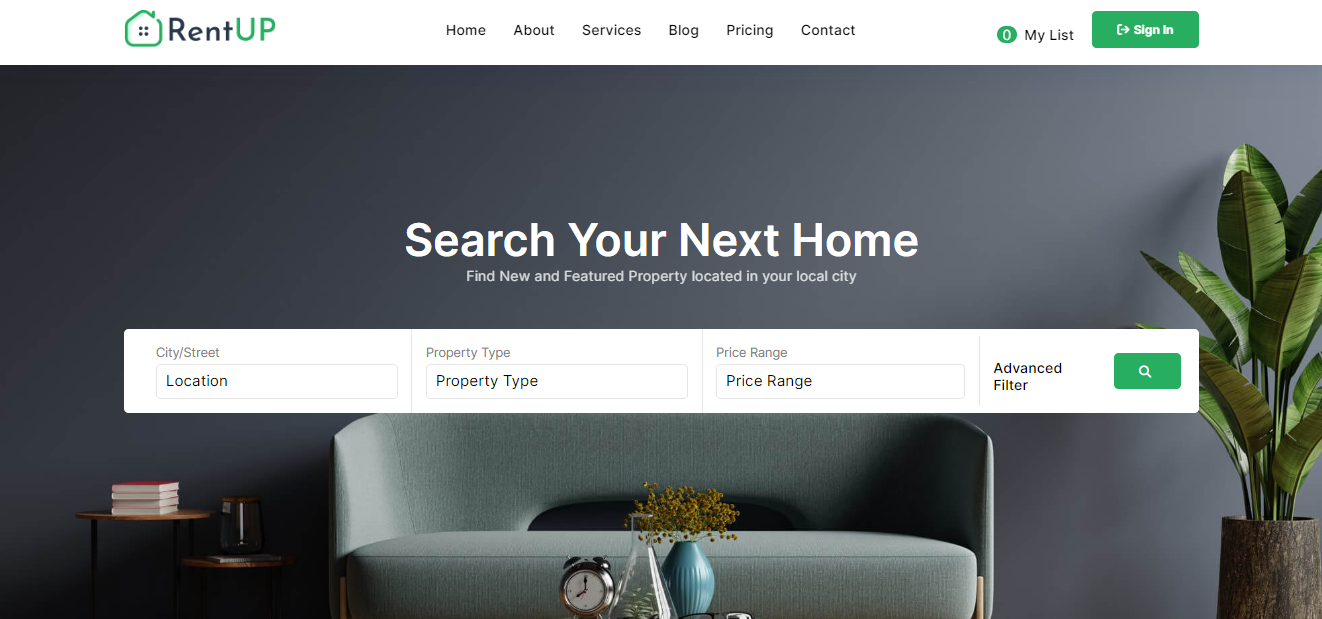 RentUP
Home About Services Blog Pricing Contact
0 My List
Sign In
Search Your Next Home
Find New and Featured Property located in your local city
City/Street
Location
Property Type
Property Type
Price Range
Price Range
Advanced
Filter